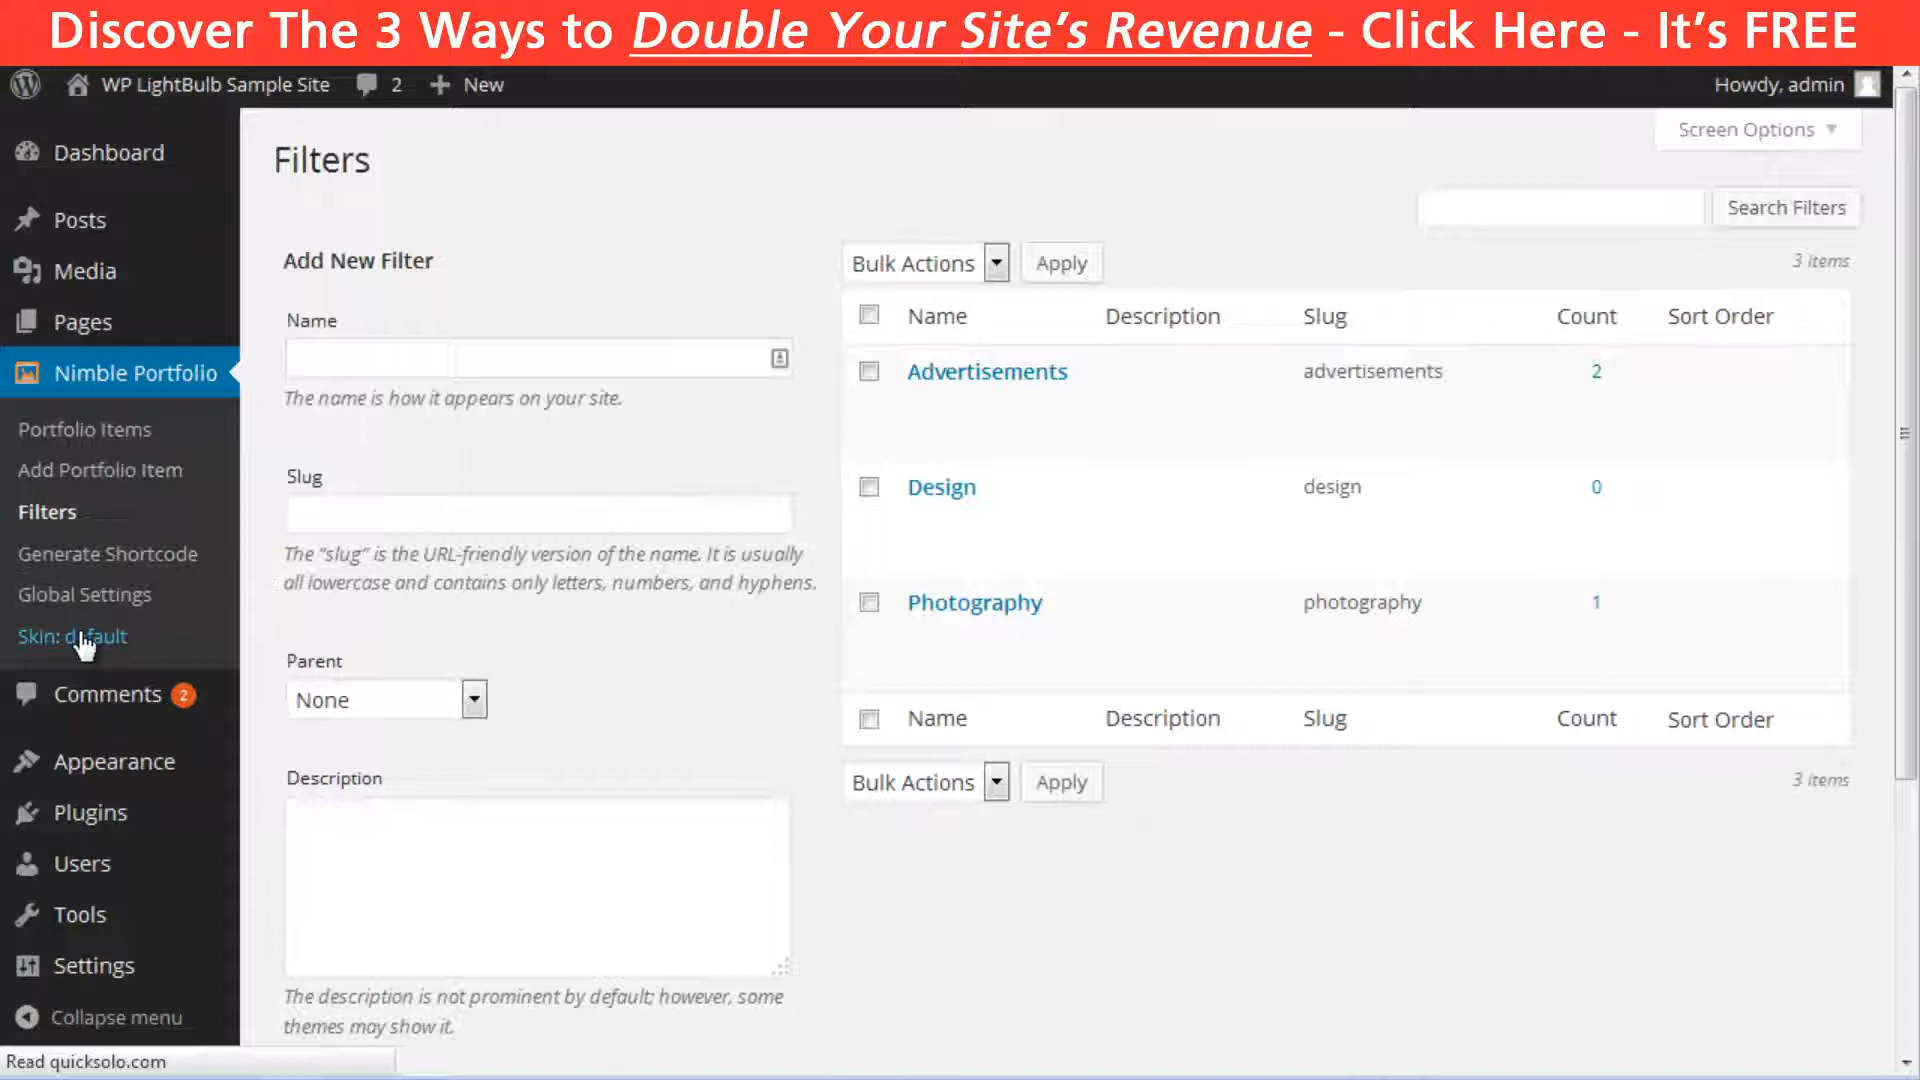 Discover The 3 Ways to Double Your Site's Revenue - Click Here - It's FREE
WP LightBulb Sample Site
2
New
Howdy, admin
Dashboard
Posts
Media
Pages
Nimble Portfolio
Portfolio Items
Add Portfolio Item
Filters
Generate Shortcode
Global Settings
Skin: default
Comments 2
Appearance
Plugins
Users
Tools
Settings
Collapse menu
Read quicksolo.com
Screen Options
Filters
Search Filters
Add New Filter
Name
The name is how it appears on your site.
Slug
The "slug" is the URL-friendly version of the name. It is usually
all lowercase and contains only letters, numbers, and hyphens.
Parent
None
Description
The description is not prominent by default; however, some
themes may show it.
Bulk Actions
Apply
3 items
Name Description Slug Count Sort Order
Advertisements advertisements 2
Design design 0
Photography photography 1
Name Description Slug Count Sort Order
Bulk Actions
Apply
3 items